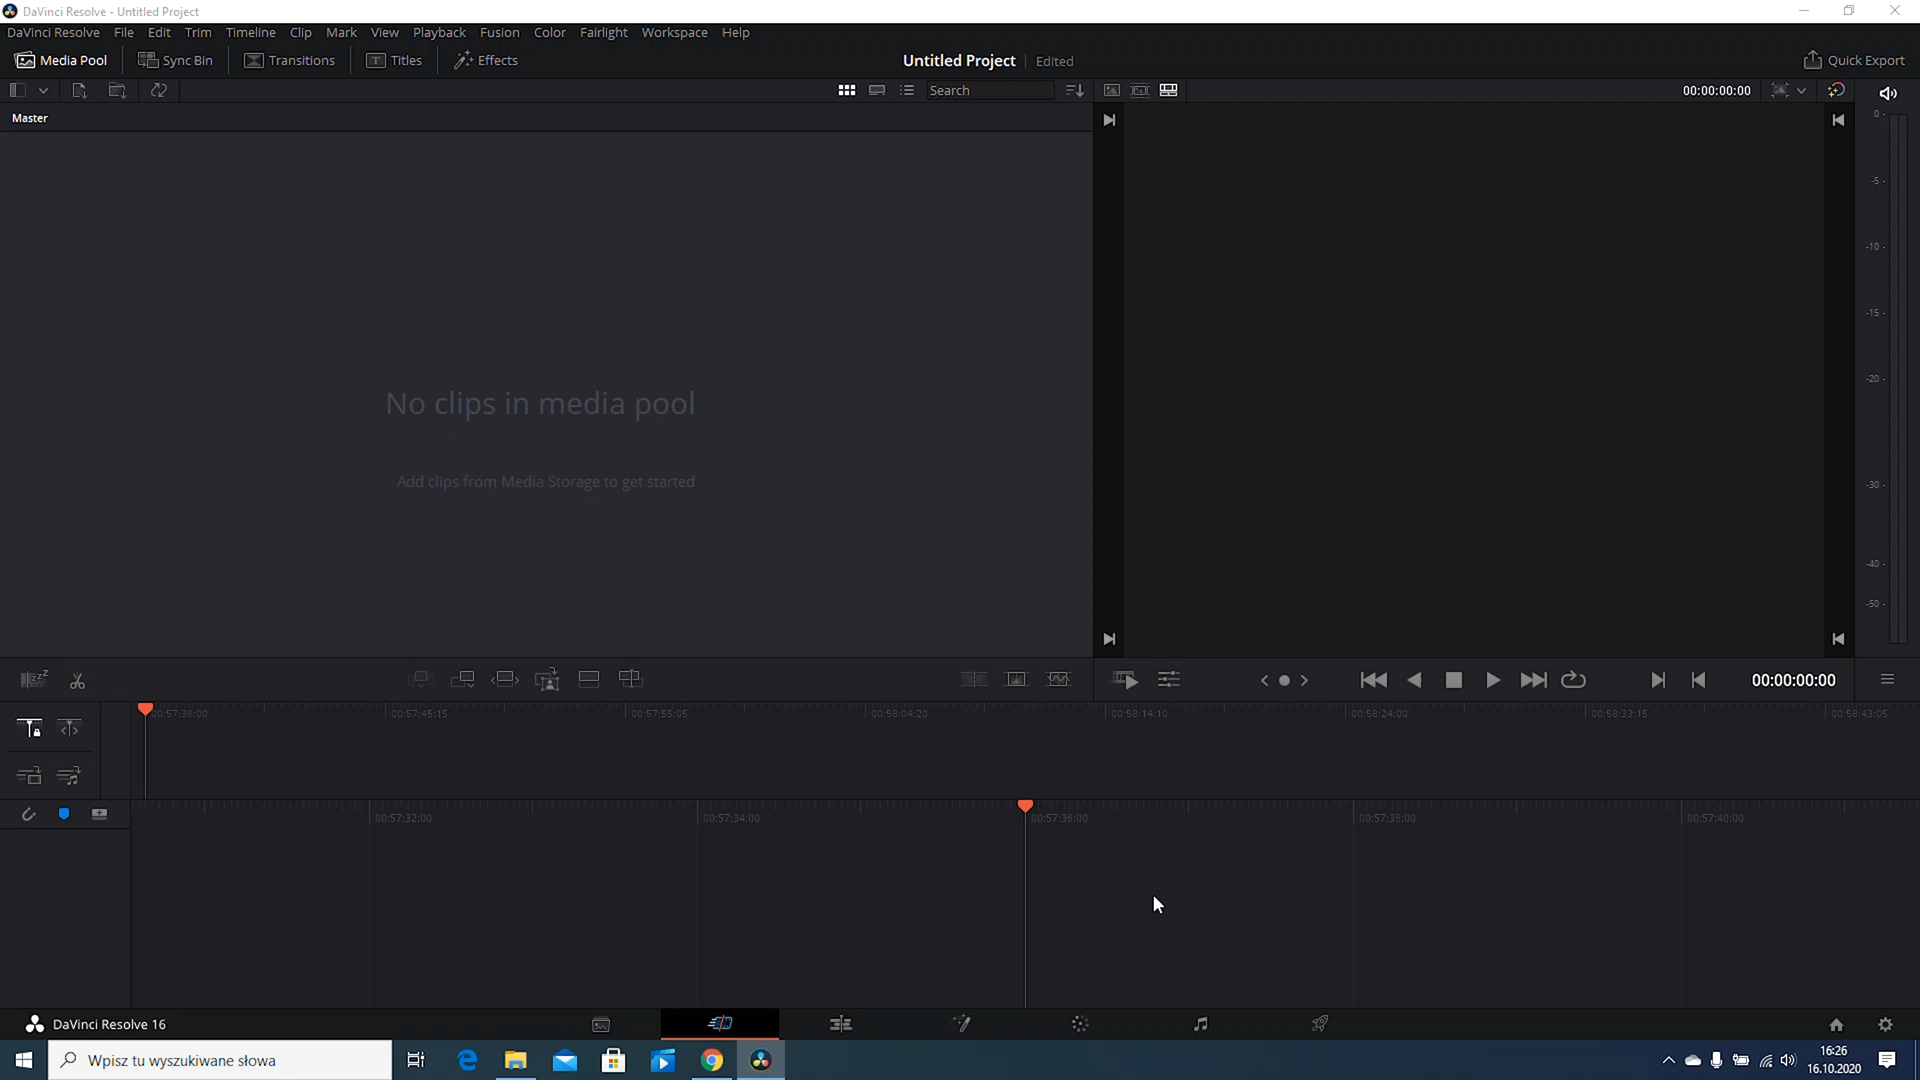 DaVinci Resolve - Untitled Project
DaVinci Resolve File Edit Trim Timeline Clip Mark View Playback Fusion Color Fairlight Workspace Help
Media Pool Sync Bin Transitions Titles Effects Untitled Project Edited Quick Export
Search 00:00:00:00
Master
0 -
-5 -
-10 -
-15 -
-20 -
No clips in media pool
Add clips from Media Storage to get started
-30 -
-40 -
-50 -
00:00:00:00
00:57:36:00 00:57:45:15 00:57:55:05 00:58:04:20 00:58:14:10 00:58:24:00 00:58:33:15 00:58:43:05
00:57:32:00 00:57:34:00 00:57:36:00 00:57:38:00 00:57:40:00
DaVinci Resolve 16
Wpisz tu wyszukiwane słowa
16:26
16.10.2020